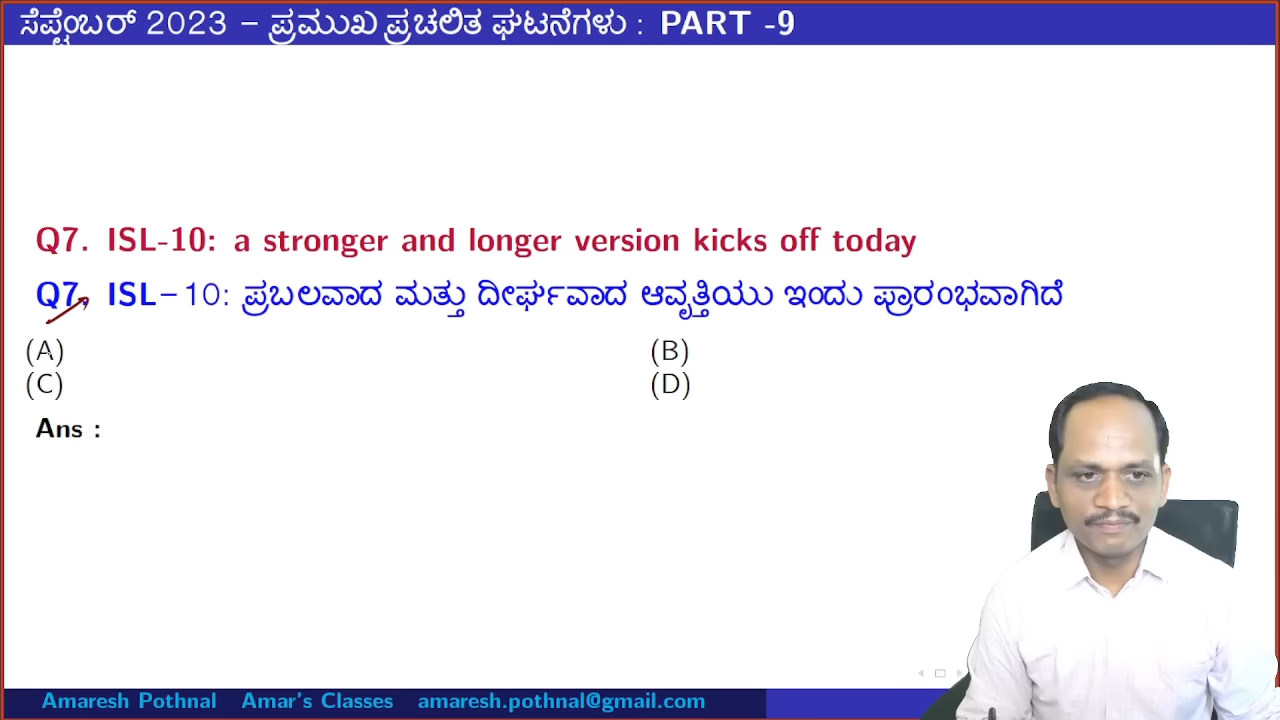 ಸೆಪ್ಟೆಂಬರ್ 2023 – ಪ್ರಮುಖ ಪ್ರಚಲಿತ ಘಟನೆಗಳು : PART -9
Q7. ISL-10: a stronger and longer version kicks off today
Q7. ISL – 10: ಪ್ರಬಲವಾದ ಮತ್ತು ದೀರ್ಘವಾದ ಆವೃತ್ತಿಯು ಇಂದು ಪ್ರಾರಂಭವಾಗಿದೆ
(A) (B)
(C) (D)
Ans :
Amaresh Pothnal Amar's Classes amaresh.pothnal@gmail.com